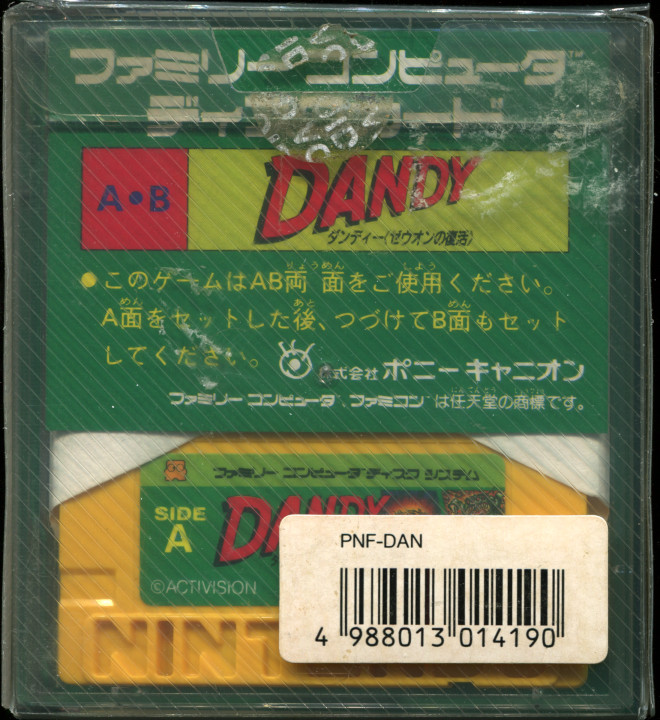 ファミリー コンピュータ™
ディスクカード
A•B
DANDY
ダンディー〈ゼウオンの復活〉
●このゲームはAB両面をご使用ください。
A面をセットした後、つづけてB面もセット
してください。
株式会社 ポニーキャニオン
ファミリー コンピュータ、ファミコン は任天堂の商標です。
ファミリー コンピュータ ディスク システム
SIDE
A
DANDY
©ACTIVISION
PNF-DAN
4 988013 014190
NINTENDO